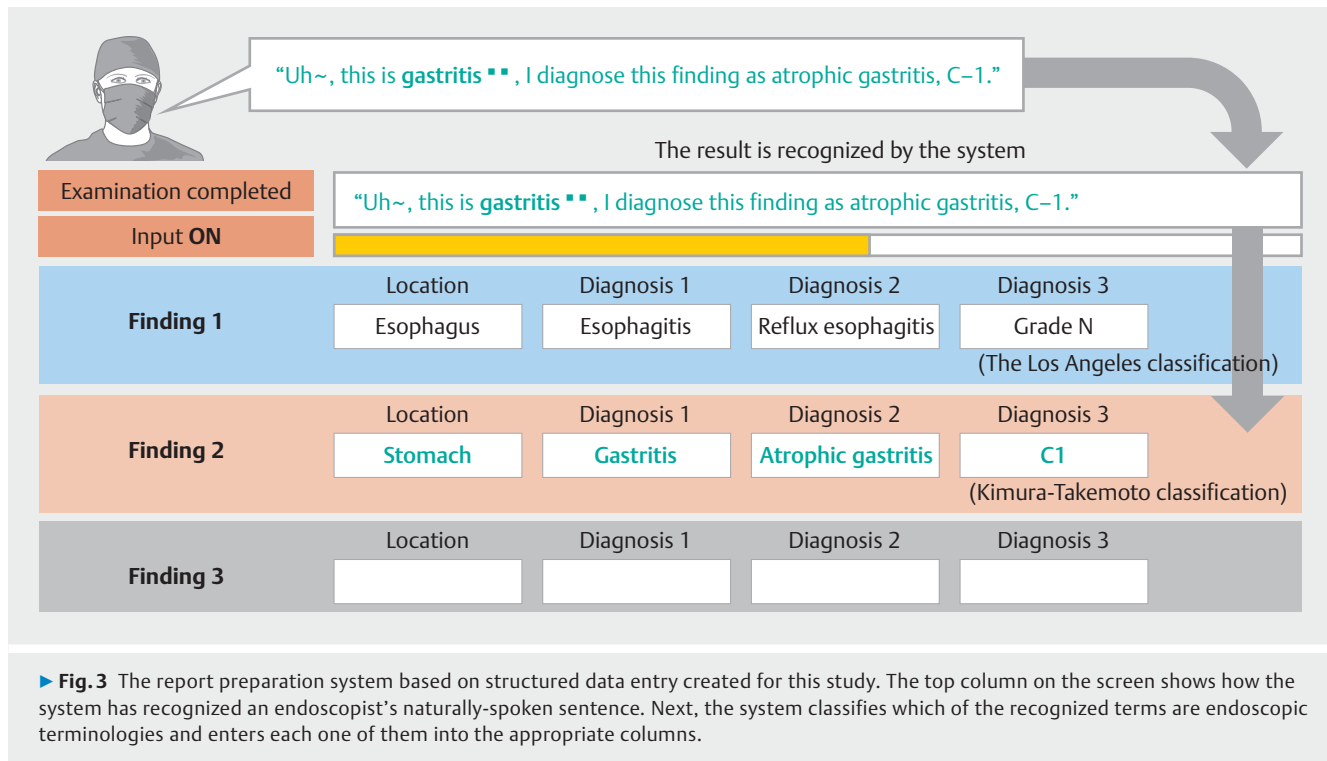 “Uh~, this is gastritis ▪▪, I diagnose this finding as atrophic gastritis, C–1.”
The result is recognized by the system
Examination completed
“Uh~, this is gastritis ▪▪, I diagnose this finding as atrophic gastritis, C–1.”
Input ON
Location Diagnosis 1 Diagnosis 2 Diagnosis 3
Finding 1 Esophagus Esophagitis Reflux esophagitis Grade N
(The Los Angeles classification)
Location Diagnosis 1 Diagnosis 2 Diagnosis 3
Finding 2 Stomach Gastritis Atrophic gastritis C1
(Kimura-Takemoto classification)
Location Diagnosis 1 Diagnosis 2 Diagnosis 3
Finding 3
▶ Fig. 3 The report preparation system based on structured data entry created for this study. The top column on the screen shows how the
system has recognized an endoscopist’s naturally-spoken sentence. Next, the system classifies which of the recognized terms are endoscopic
terminologies and enters each one of them into the appropriate columns.